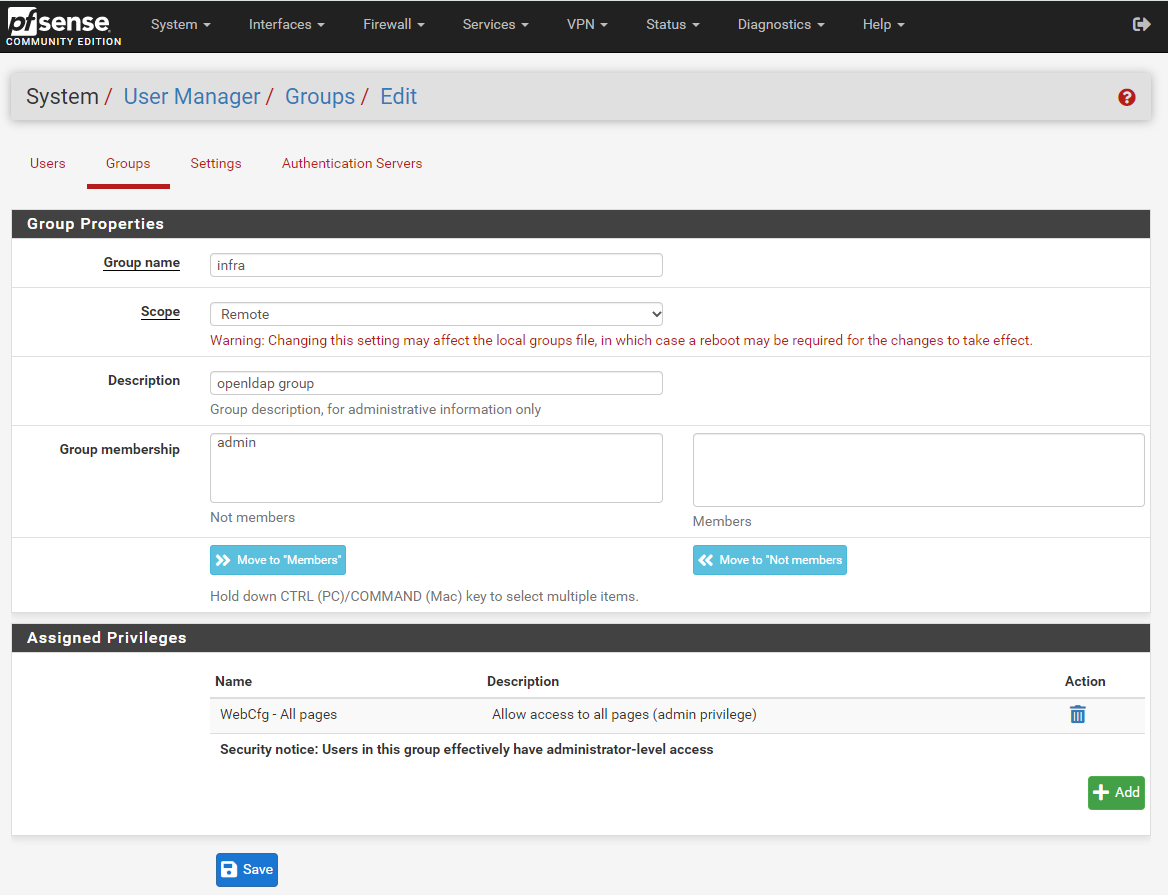 pfsense
COMMUNITY EDITION
System Interfaces Firewall Services VPN Status Diagnostics Help
System / User Manager / Groups / Edit
?
Users Groups Settings Authentication Servers
Group Properties
Group name infra
Scope Remote
Warning: Changing this setting may affect the local groups file, in which case a reboot may be required for the changes to take effect.
Description openldap group
Group description, for administrative information only
Group membership admin
Not members
Members
Move to "Members" Move to "Not members
Hold down CTRL (PC)/COMMAND (Mac) key to select multiple items.
Assigned Privileges
Name Description Action
WebCfg - All pages Allow access to all pages (admin privilege)
Security notice: Users in this group effectively have administrator-level access
Add
Save